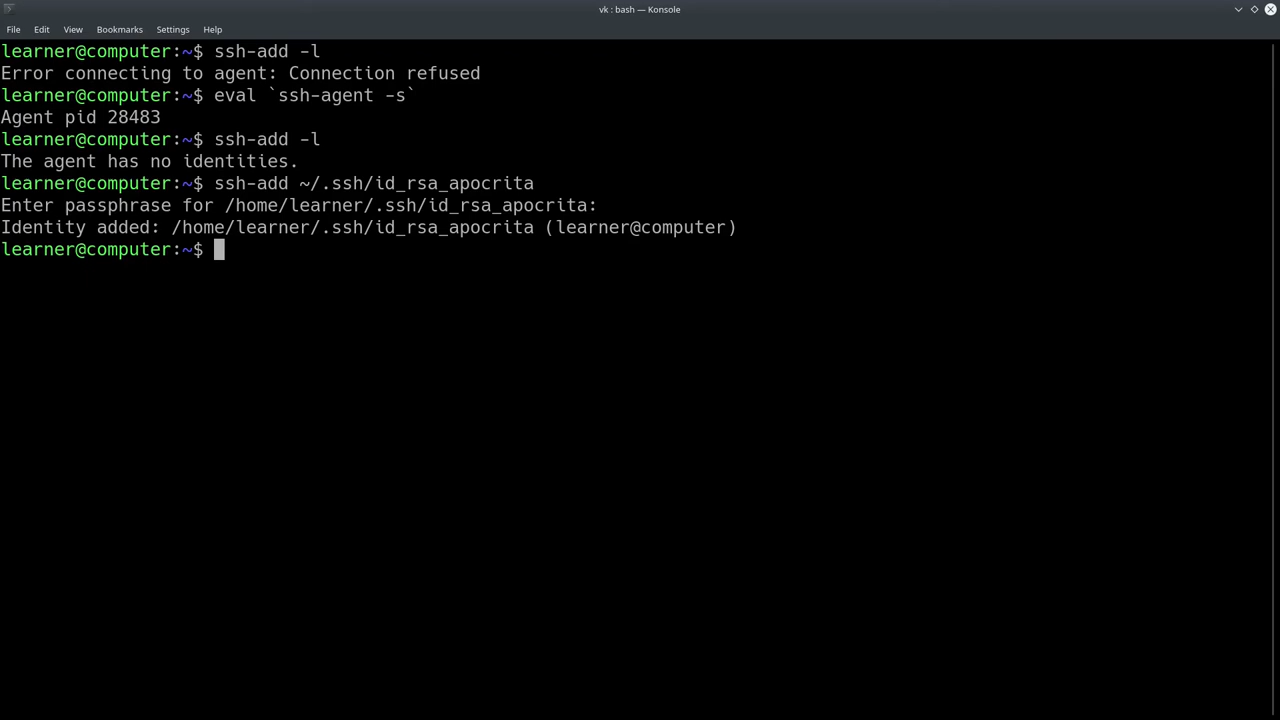 vk : bash — Konsole
File Edit View Bookmarks Settings Help
learner@computer:~$ ssh-add -l
Error connecting to agent: Connection refused
learner@computer:~$ eval `ssh-agent -s`
Agent pid 28483
learner@computer:~$ ssh-add -l
The agent has no identities.
learner@computer:~$ ssh-add ~/.ssh/id_rsa_apocrita
Enter passphrase for /home/learner/.ssh/id_rsa_apocrita:
Identity added: /home/learner/.ssh/id_rsa_apocrita (learner@computer)
learner@computer:~$